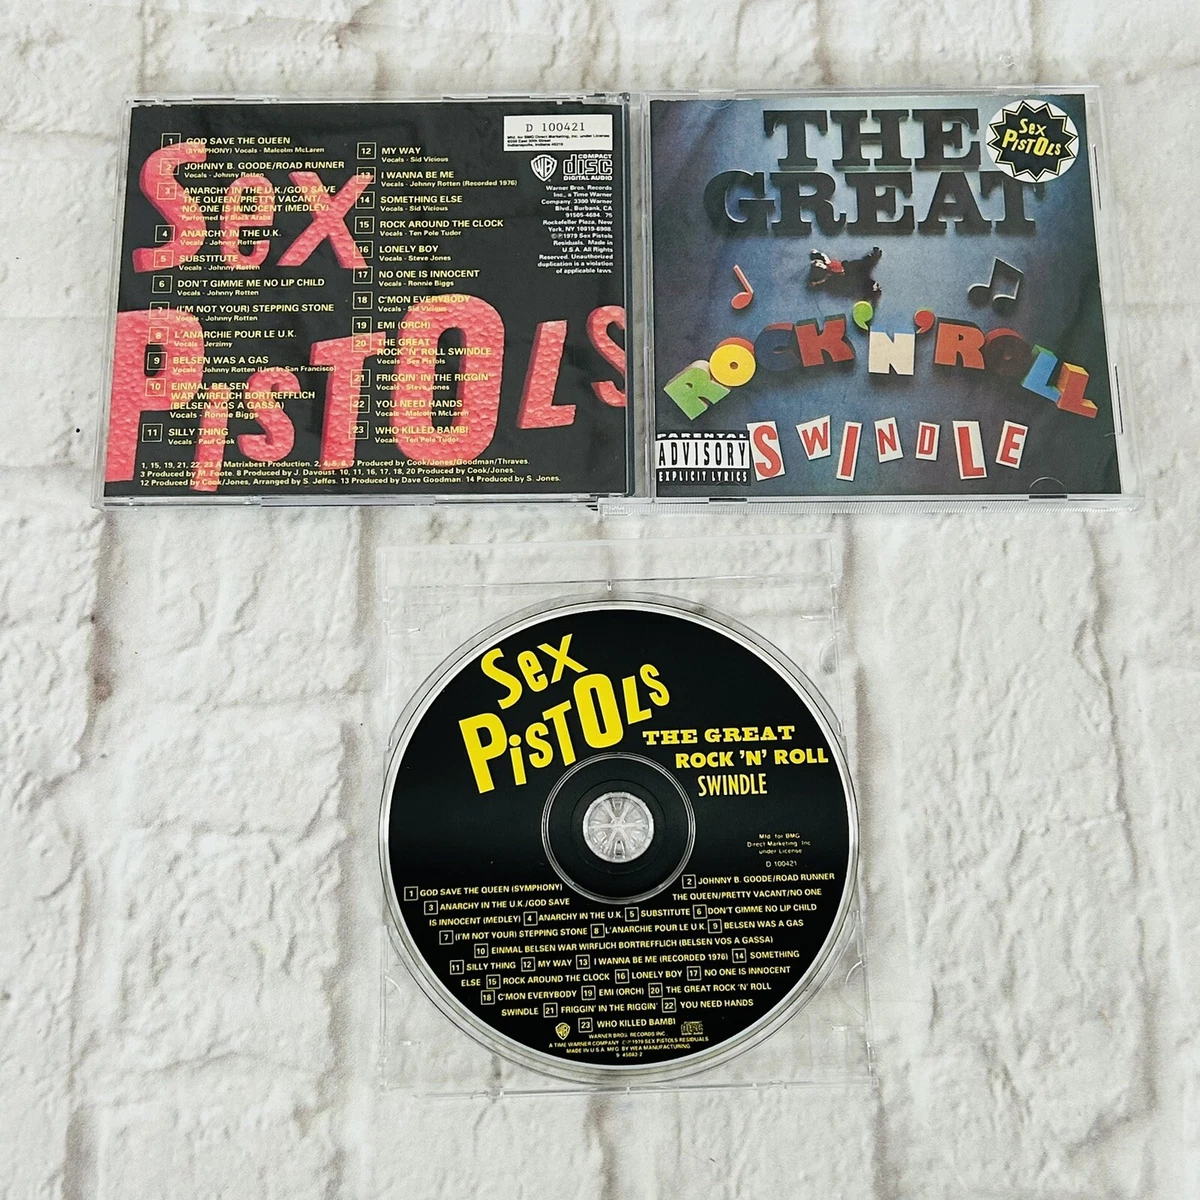 1 GOD SAVE THE QUEEN
(SYMPHONY) Vocals - Malcolm McLaren
2 JOHNNY B. GOODE/ROAD RUNNER
Vocals - Johnny Rotten
3 ANARCHY IN THE U.K./GOD SAVE
THE QUEEN/PRETTY VACANT/
NO ONE IS INNOCENT (MEDLEY)
Performed by Black Arabs
4 ANARCHY IN THE U.K.
Vocals - Johnny Rotten
5 SUBSTITUTE
Vocals - Johnny Rotten
6 DON'T GIMME NO LIP CHILD
Vocals - Johnny Rotten
7 (I'M NOT YOUR) STEPPING STONE
Vocals - Johnny Rotten
8 L'ANARCHIE POUR LE U.K.
Vocals - Jerzimy
9 BELSEN WAS A GAS
Vocals - Johnny Rotten (Live In San Francisco)
10 EINMAL BELSEN
WAR WIRFLICH BORTREFFLICH
(BELSEN VOS A GASSA)
Vocals - Ronnie Biggs
11 SILLY THING
Vocals - Paul Cook
12 MY WAY
Vocals - Sid Vicious
13 I WANNA BE ME
Vocals - Johnny Rotten (Recorded 1976)
14 SOMETHING ELSE
Vocals - Sid Vicious
15 ROCK AROUND THE CLOCK
Vocals - Ten Pole Tudor
16 LONELY BOY
Vocals - Steve Jones
17 NO ONE IS INNOCENT
Vocals - Ronnie Biggs
18 C'MON EVERYBODY
Vocals - Sid Vicious
19 EMI (ORCH)
20 THE GREAT
ROCK 'N' ROLL SWINDLE
Vocals - Sex Pistols
21 FRIGGIN' IN THE RIGGIN'
Vocals - Steve Jones
22 YOU NEED HANDS
Vocals - Malcolm McLaren
23 WHO KILLED BAMBI
Vocals - Ten Pole Tudor
Sex
PISTOLS
1, 15, 19, 21, 22, 23 A Matrixbest Production. 2, 4, 5, 6, 7 Produced by Cook/Jones/Goodman/Thraves.
3 Produced by M. Foote. 8 Produced by J. Davoust. 10, 11, 16, 17, 18, 20 Produced by Cook/Jones.
12 Produced by Cook/Jones, Arranged by S. Jeffes. 13 Produced by Dave Goodman. 14 Produced by S. Jones.
D 100421
Mfd. for BMG Direct Marketing, Inc. under License
6550 East 30th Street
Indianapolis, Indiana 46219
WB
COMPACT
disc
DIGITAL AUDIO
Warner Bros. Records
Inc., a Time Warner
Company. 3300 Warner
Blvd., Burbank, CA
91505-4694. 75
Rockefeller Plaza, New
York, NY 10019-6908.
©℗1979 Sex Pistols
Residuals. Made in
U.S.A. All Rights
Reserved. Unauthorized
duplication is a violation
of applicable laws.
THE
GREAT
Sex
PISTOLS
ROCK 'N' ROLL
SWINDLE
PARENTAL
ADVISORY
EXPLICIT LYRICS
Sex
PISTOLS
THE GREAT
ROCK 'N' ROLL
SWINDLE
Mfd. for BMG
Direct Marketing, Inc.
under License
D 100421
1 GOD SAVE THE QUEEN (SYMPHONY) 2 JOHNNY B. GOODE/ROAD RUNNER
3 ANARCHY IN THE U.K./GOD SAVE THE QUEEN/PRETTY VACANT/NO ONE
IS INNOCENT (MEDLEY) 4 ANARCHY IN THE U.K. 5 SUBSTITUTE 6 DON'T GIMME NO LIP CHILD
7 (I'M NOT YOUR) STEPPING STONE 8 L'ANARCHIE POUR LE U.K. 9 BELSEN WAS A GAS
10 EINMAL BELSEN WAR WIRFLICH BORTREFFLICH (BELSEN VOS A GASSA)
11 SILLY THING 12 MY WAY 13 I WANNA BE ME (RECORDED 1976) 14 SOMETHING
ELSE 15 ROCK AROUND THE CLOCK 16 LONELY BOY 17 NO ONE IS INNOCENT
18 C'MON EVERYBODY 19 EMI (ORCH) 20 THE GREAT ROCK 'N' ROLL
SWINDLE 21 FRIGGIN' IN THE RIGGIN' 22 YOU NEED HANDS
23 WHO KILLED BAMBI
WB
COMPACT
disc
DIGITAL AUDIO
WARNER BROS. RECORDS INC.,
A TIME WARNER COMPANY ©℗1979 SEX PISTOLS RESIDUALS
MADE IN U.S.A. MFG. BY WEA MANUFACTURING
9 45083-2